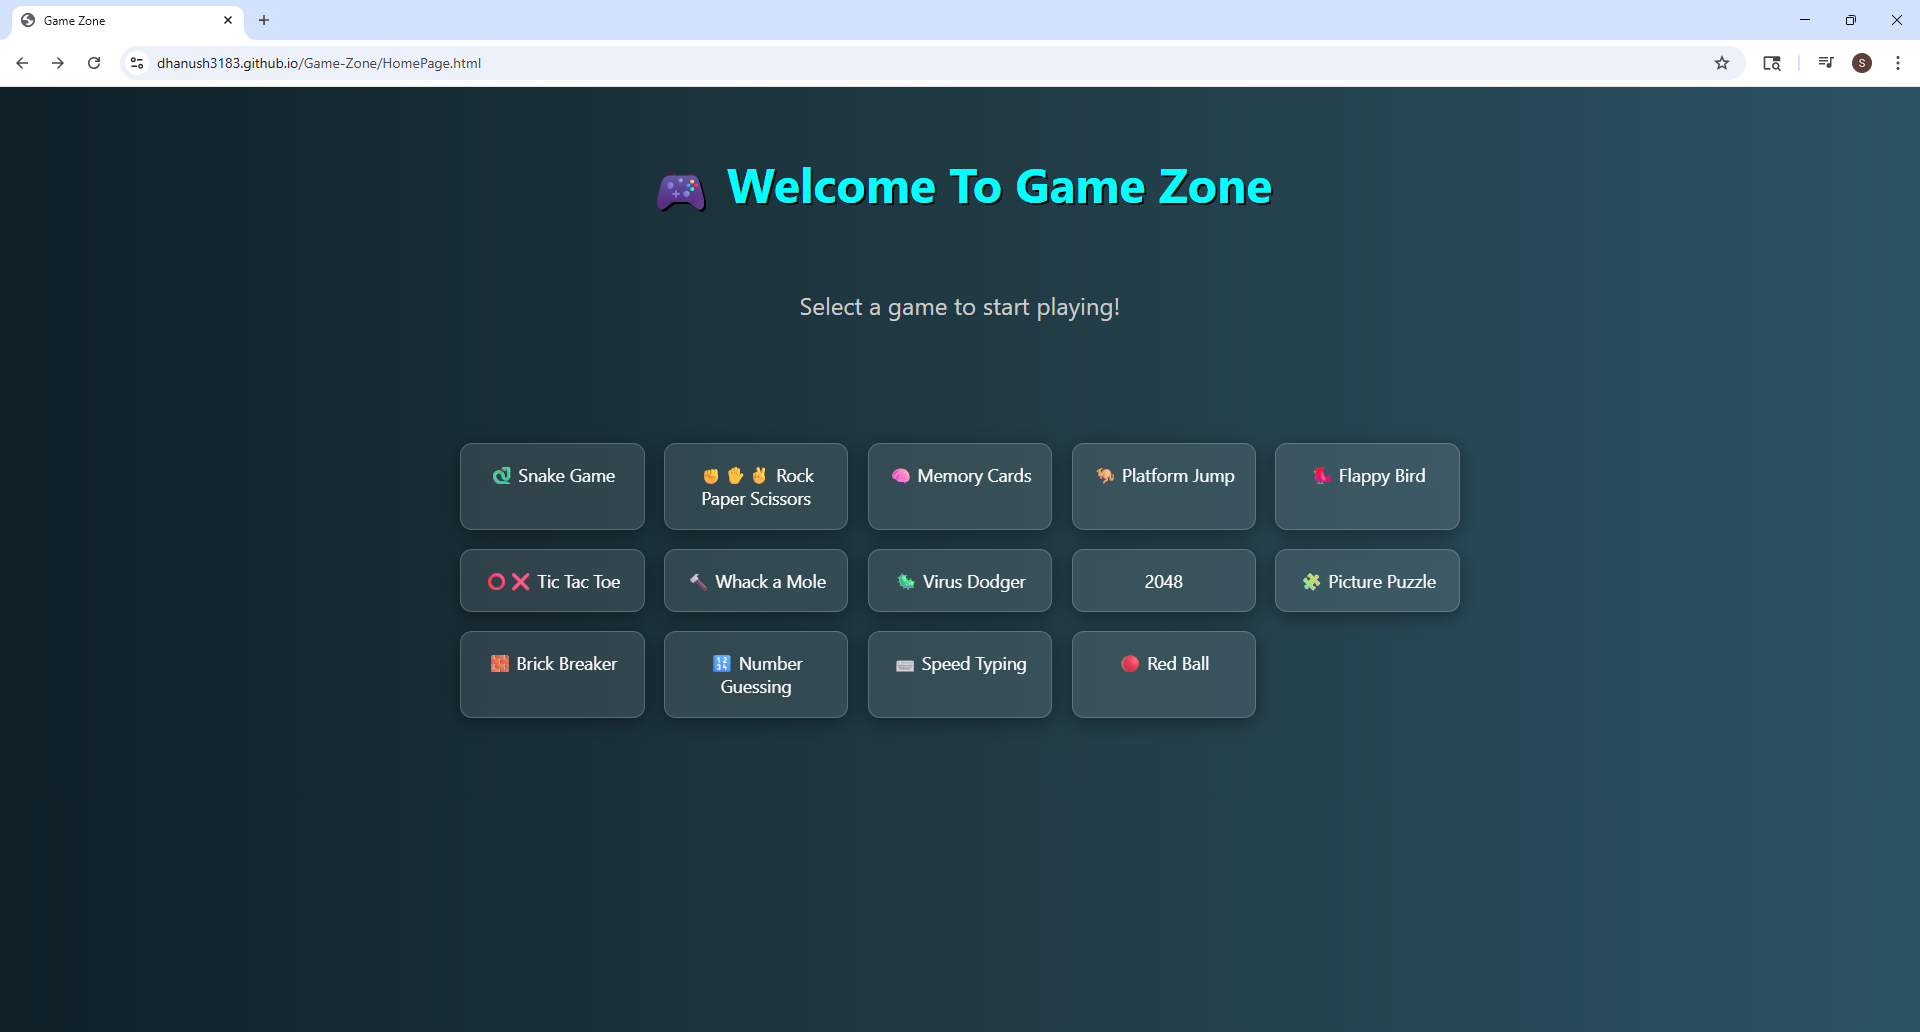 Game Zone
dhanush3183.github.io/Game-Zone/HomePage.html
S
Welcome To Game Zone
Select a game to start playing!
Snake Game
Rock
Paper Scissors
Memory Cards
Platform Jump
Flappy Bird
Tic Tac Toe
Whack a Mole
Virus Dodger
2048
Picture Puzzle
Brick Breaker
Number
Guessing
Speed Typing
Red Ball